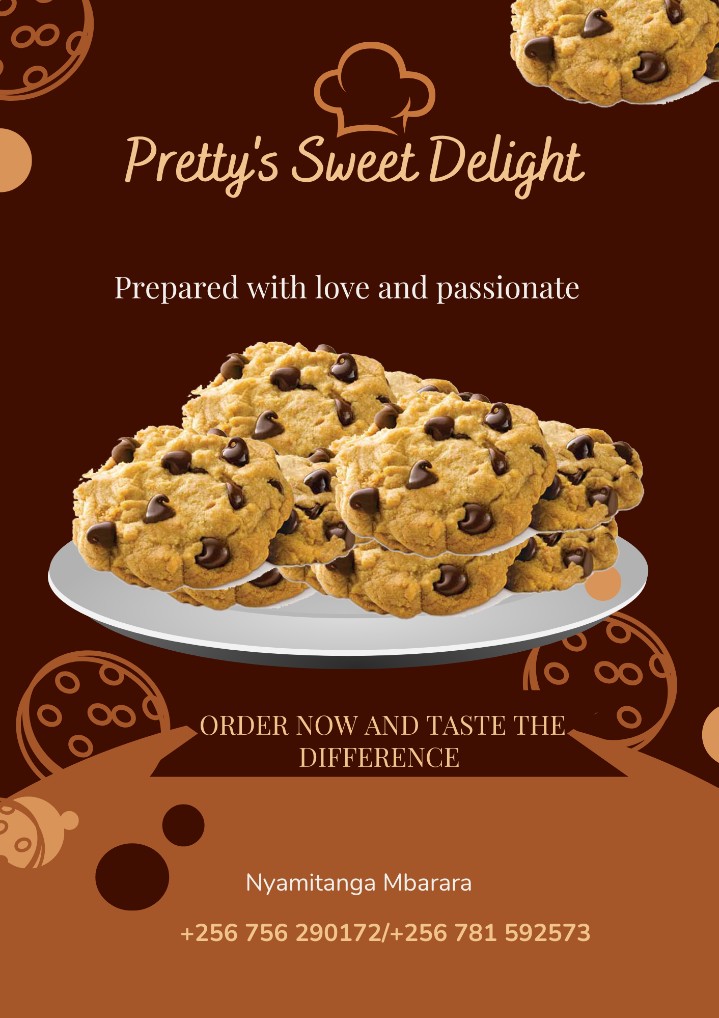 Pretty's Sweet Delight
Prepared with love and passionate
ORDER NOW AND TASTE THE
DIFFERENCE
Nyamitanga Mbarara
+256 756 290172/+256 781 592573